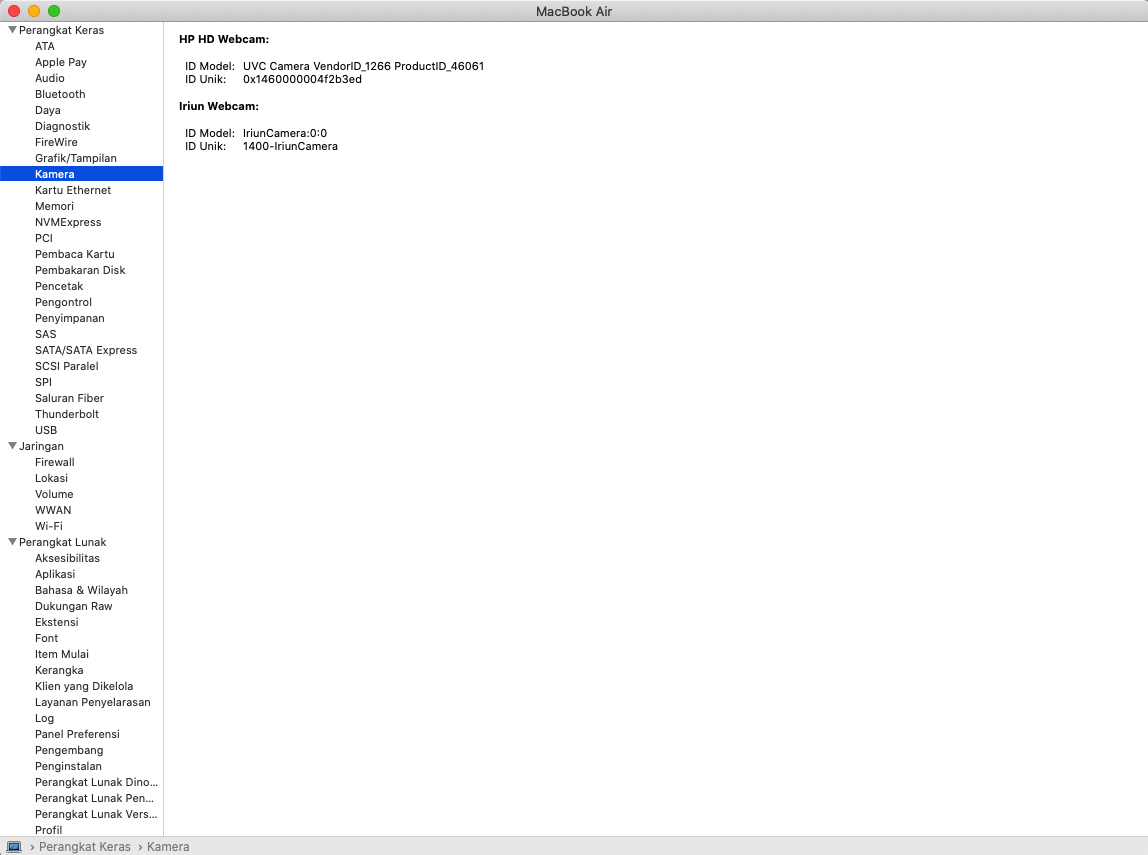 MacBook Air
Perangkat Keras
ATA
Apple Pay
Audio
Bluetooth
Daya
Diagnostik
FireWire
Grafik/Tampilan
Kamera
Kartu Ethernet
Memori
NVMExpress
PCI
Pembaca Kartu
Pembakaran Disk
Pencetak
Pengontrol
Penyimpanan
SAS
SATA/SATA Express
SCSI Paralel
SPI
Saluran Fiber
Thunderbolt
USB
Jaringan
Firewall
Lokasi
Volume
WWAN
Wi-Fi
Perangkat Lunak
Aksesibilitas
Aplikasi
Bahasa & Wilayah
Dukungan Raw
Ekstensi
Font
Item Mulai
Kerangka
Klien yang Dikelola
Layanan Penyelarasan
Log
Panel Preferensi
Pengembang
Penginstalan
Perangkat Lunak Dino...
Perangkat Lunak Pen...
Perangkat Lunak Vers...
Profil
HP HD Webcam:
ID Model: UVC Camera VendorID_1266 ProductID_46061
ID Unik: 0x1460000004f2b3ed
Iriun Webcam:
ID Model: IriunCamera:0:0
ID Unik: 1400-IriunCamera
› Perangkat Keras › Kamera